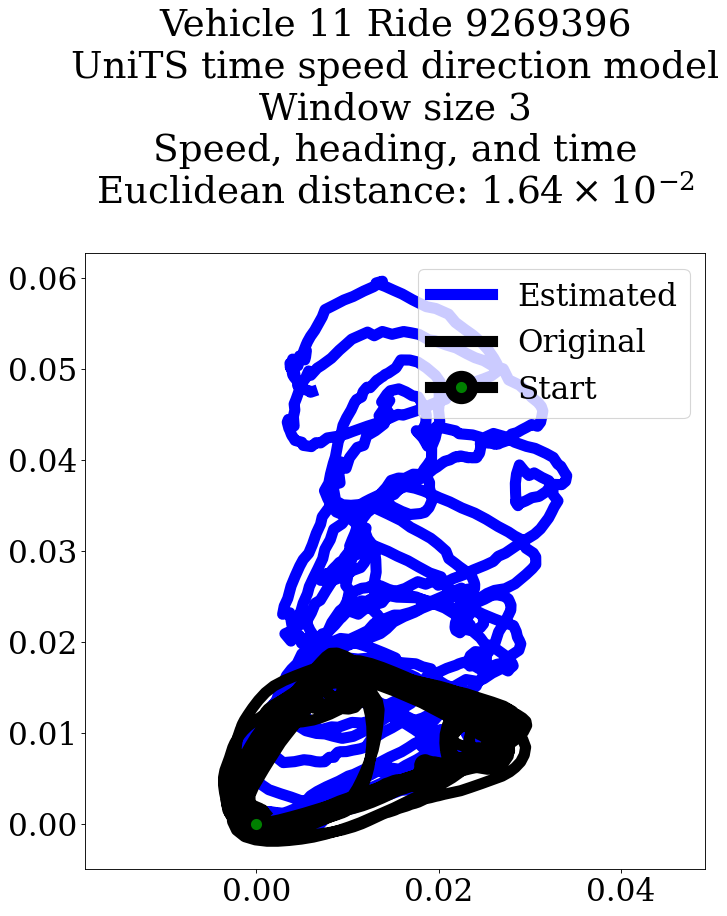 Vehicle 11 Ride 9269396
UniTS time speed direction model
Window size 3
Speed, heading, and time
Euclidean distance: 1.64 × 10⁻²
Estimated
Original
Start
0.06
0.05
0.04
0.03
0.02
0.01
0.00
0.00 0.02 0.04